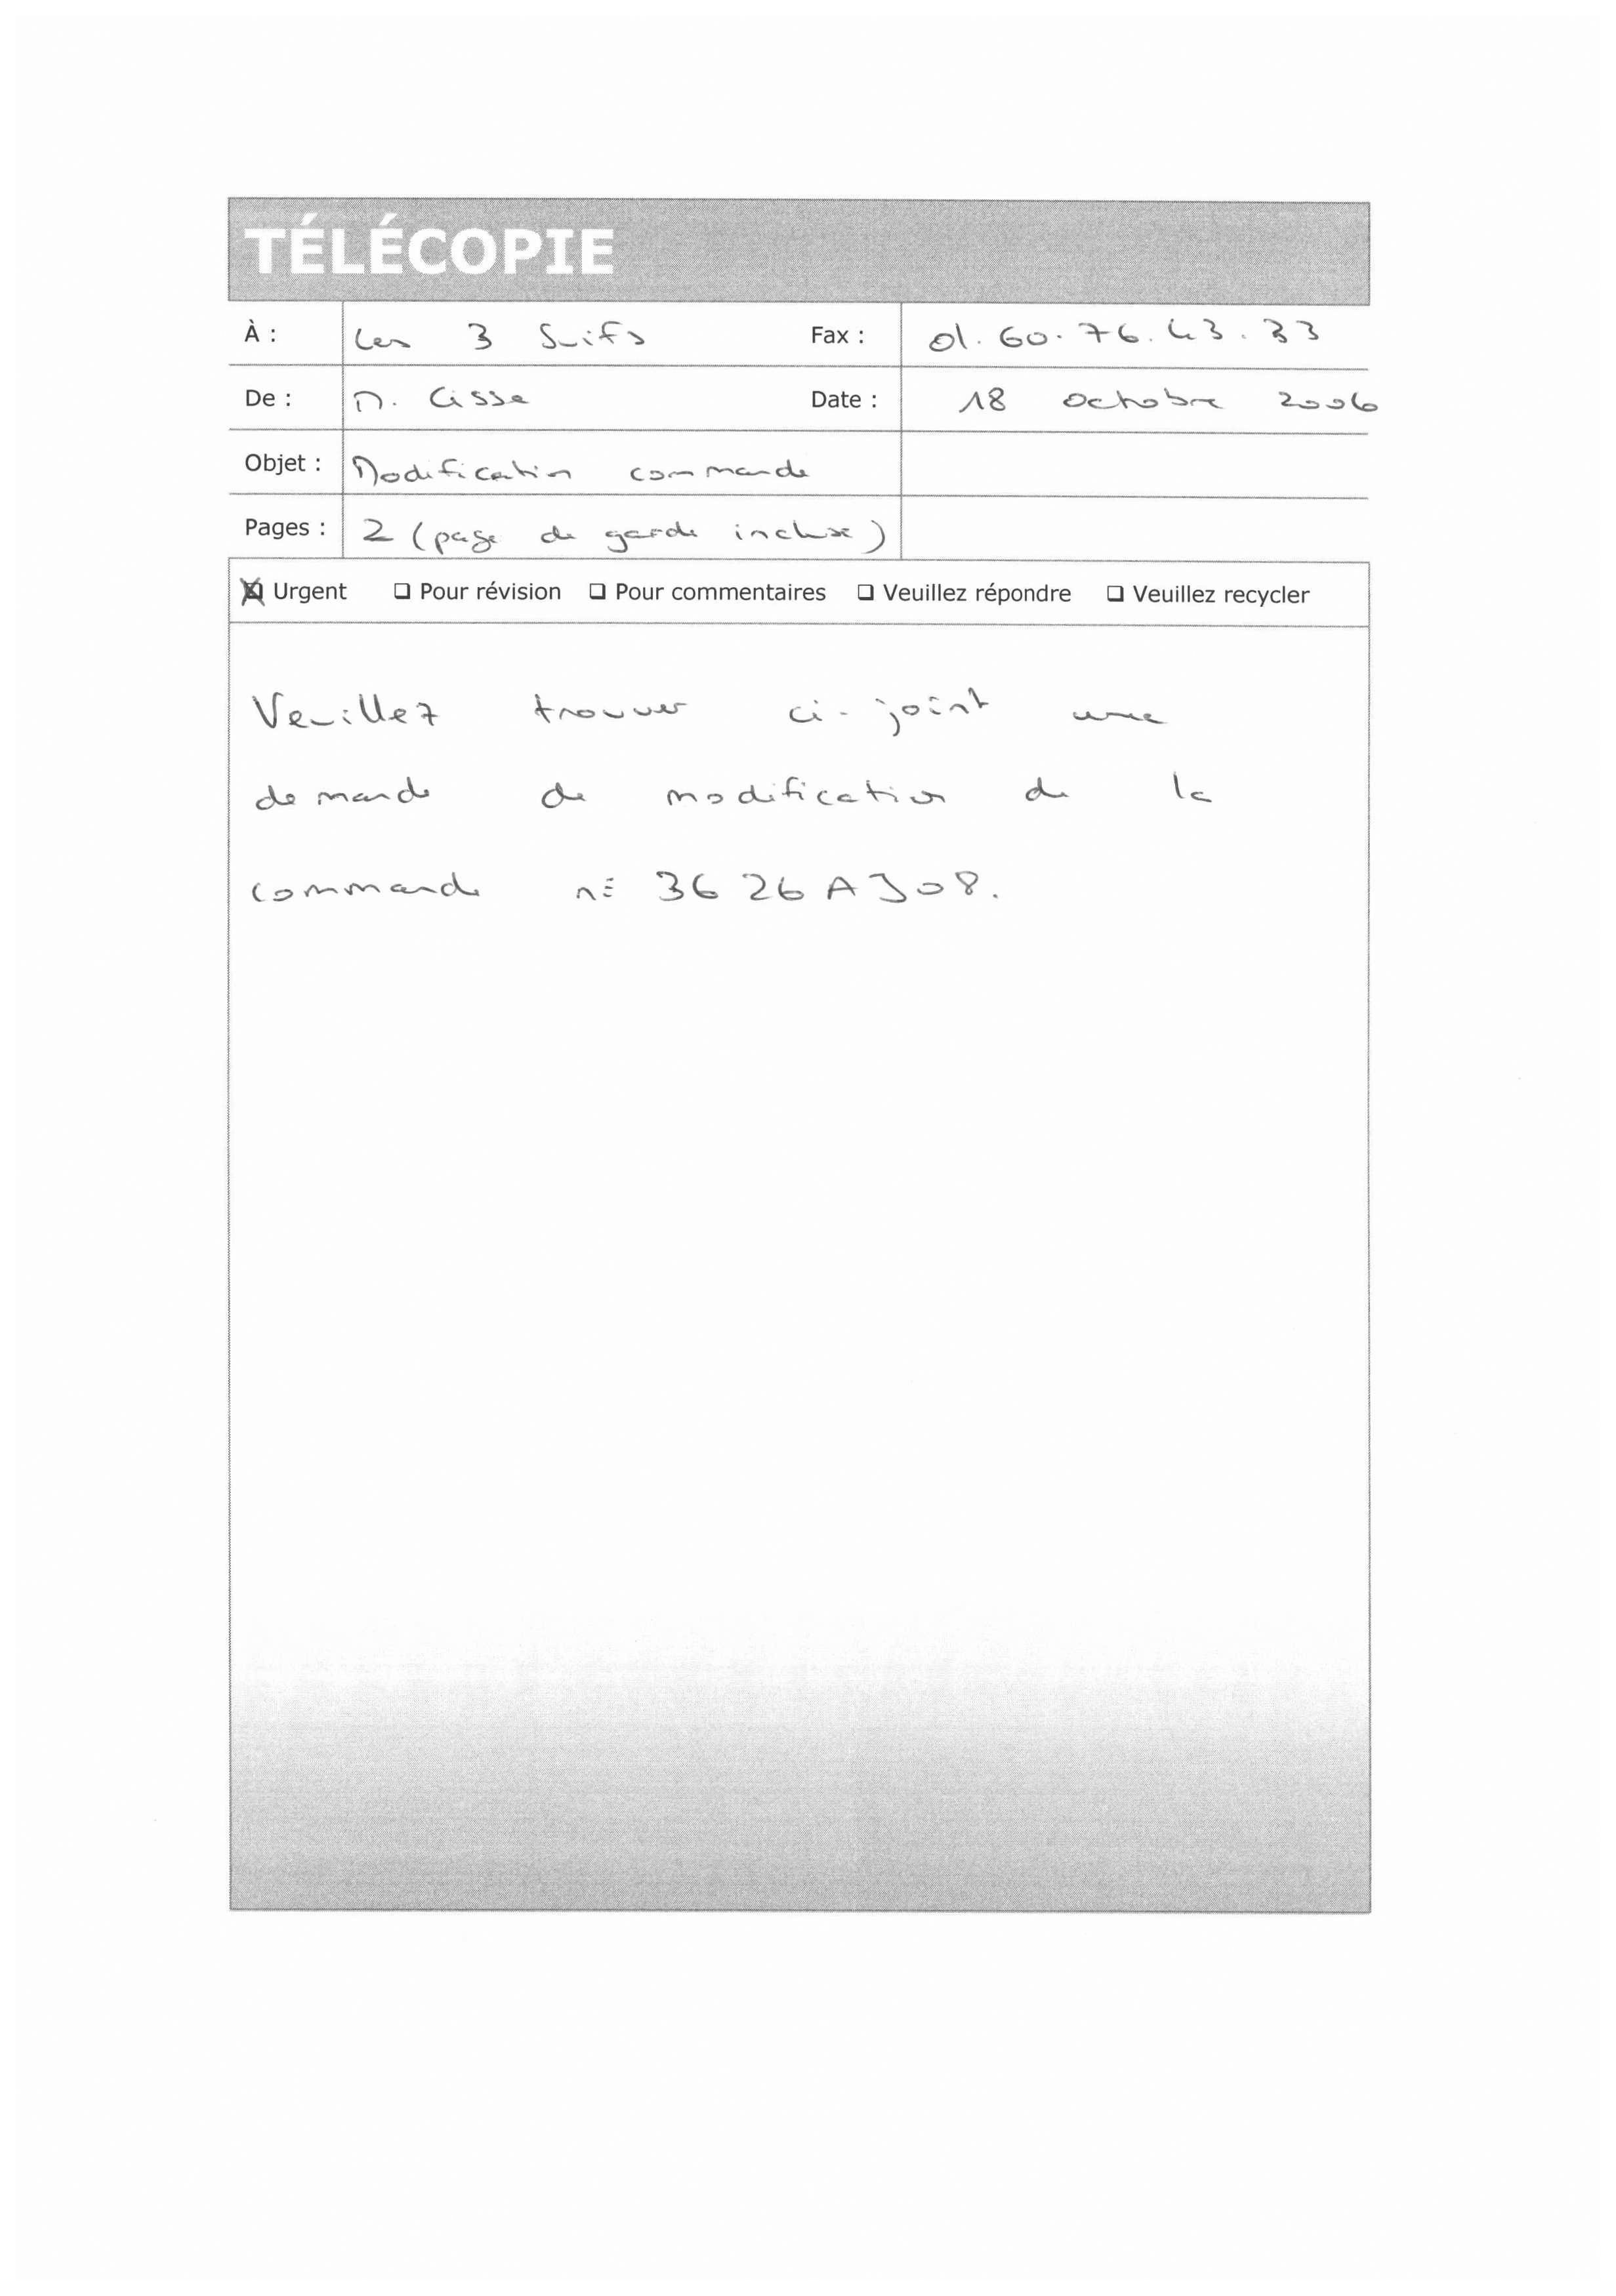 TÉLÉCOPIE
À : Les 3 Suifs Fax : 01.60.76.43.33
De : M. Cisse Date : 18 octobre 2006
Objet : Modification commande
Pages : 2 (page de garde incluse)
Urgent ❑ Pour révision ❑ Pour commentaires ❑ Veuillez répondre ❑ Veuillez recycler
Veuillez trouver ci-joint une
demande de modification de la
commande n° 3626AJ08.